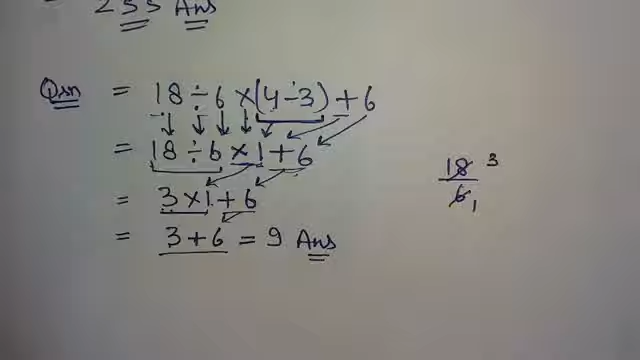 = 255 Ans
Qsn = 18 ÷ 6 × (4 - 3) + 6
= 18 ÷ 6 × 1 + 6
= 3 × 1 + 6
= 3 + 6 = 9 Ans
18 3
6 1